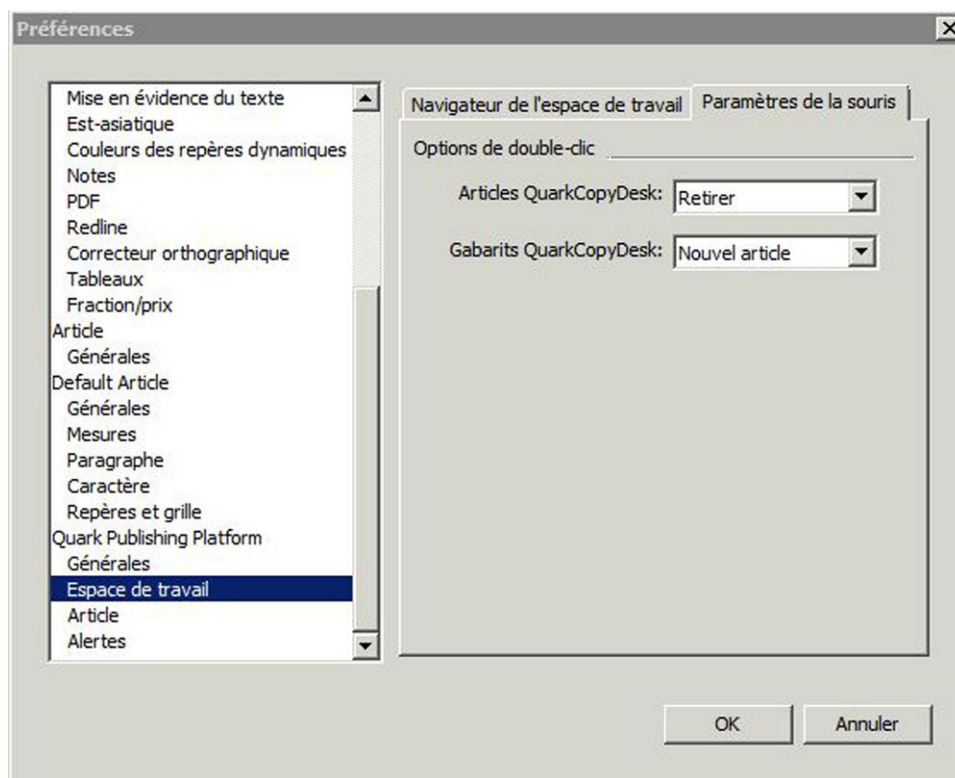 Préférences
Mise en évidence du texte
Est-asiatique
Couleurs des repères dynamiques
Notes
PDF
Redline
Correcteur orthographique
Tableaux
Fraction/prix
Article
Générales
Default Article
Générales
Mesures
Paragraphe
Caractère
Repères et grille
Quark Publishing Platform
Générales
Espace de travail
Article
Alertes
Navigateur de l'espace de travail
Paramètres de la souris
Options de double-clic
Articles QuarkCopyDesk: Retirer
Gabarits QuarkCopyDesk: Nouvel article
OK
Annuler